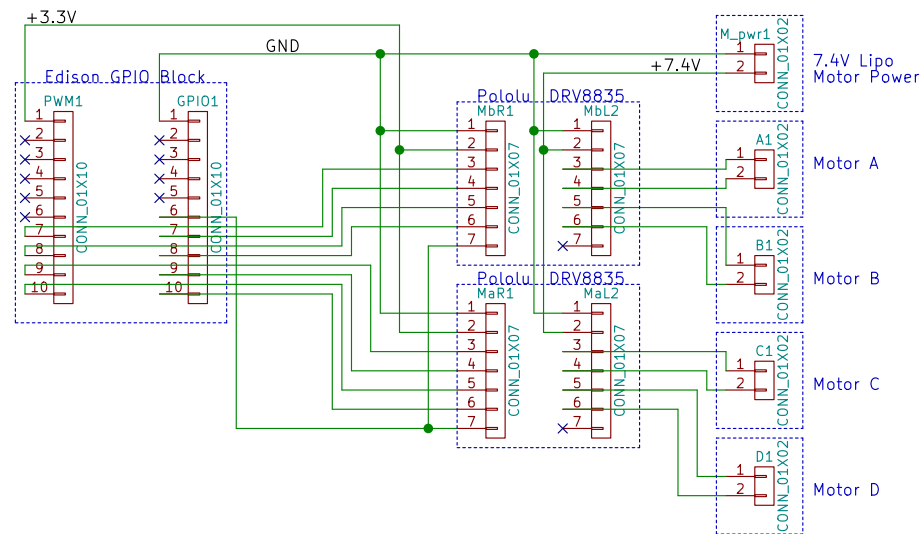 +3.3V
GND
M_pwr1
1
2
CONN_01X02
7.4V Lipo
Motor Power
+7.4V
Edison GPIO Block
PWM1
1
2
3
4
5
6
7
8
9
10
CONN_01X10
GPIO1
1
2
3
4
5
6
7
8
9
10
CONN_01X10
Pololu DRV8835
MbR1
1
2
3
4
5
6
7
CONN_01X07
MbL2
1
2
3
4
5
6
7
CONN_01X07
A1
1
2
CONN_01X02
Motor A
B1
1
2
CONN_01X02
Motor B
Pololu DRV8835
MaR1
1
2
3
4
5
6
7
CONN_01X07
MaL2
1
2
3
4
5
6
7
CONN_01X07
C1
1
2
CONN_01X02
Motor C
D1
1
2
CONN_01X02
Motor D